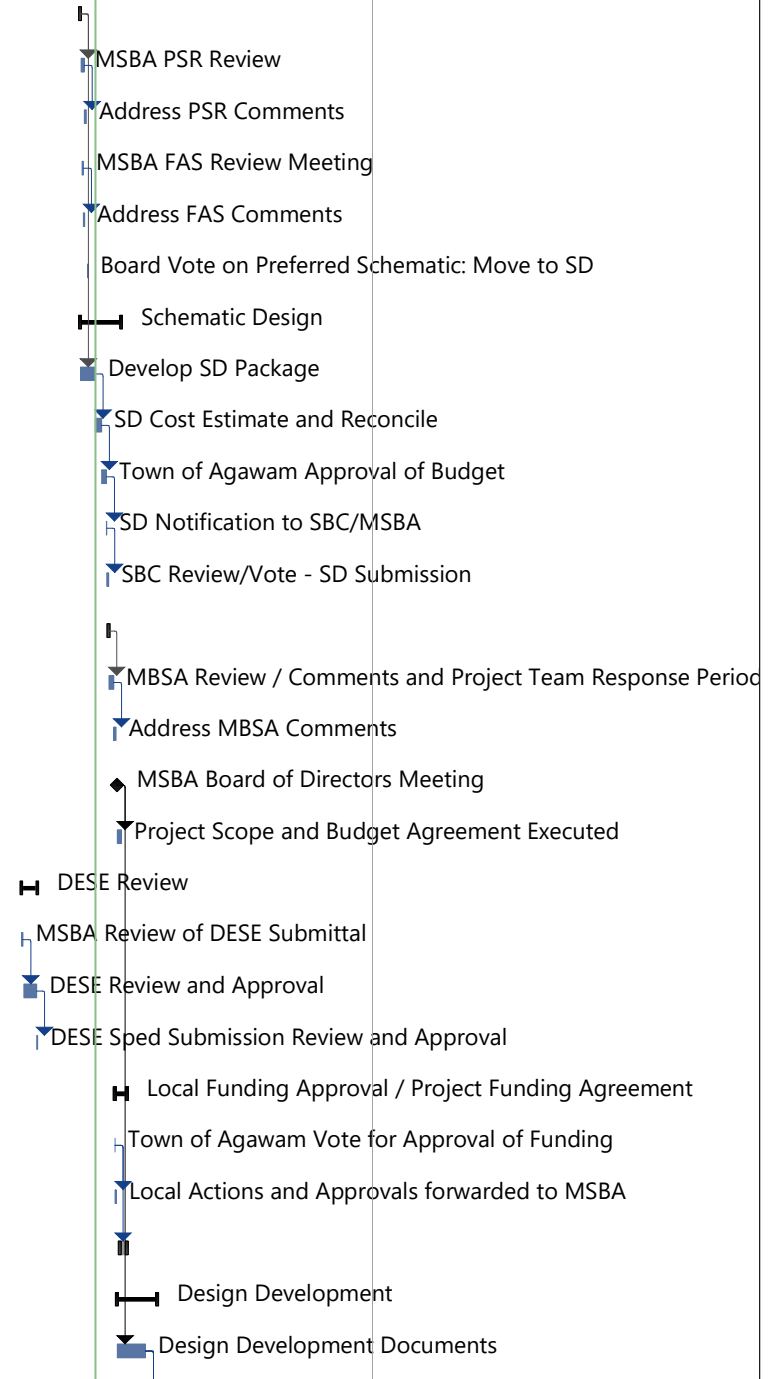 MSBA PSR Review
Address PSR Comments
MSBA FAS Review Meeting
Address FAS Comments
Board Vote on Preferred Schematic: Move to SD
Schematic Design
Develop SD Package
SD Cost Estimate and Reconcile
Town of Agawam Approval of Budget
SD Notification to SBC/MSBA
SBC Review/Vote - SD Submission
MBSA Review / Comments and Project Team Response Period
Address MBSA Comments
MSBA Board of Directors Meeting
Project Scope and Budget Agreement Executed
DESE Review
MSBA Review of DESE Submittal
DESE Review and Approval
DESE Sped Submission Review and Approval
Local Funding Approval / Project Funding Agreement
Town of Agawam Vote for Approval of Funding
Local Actions and Approvals forwarded to MSBA
Design Development
Design Development Documents